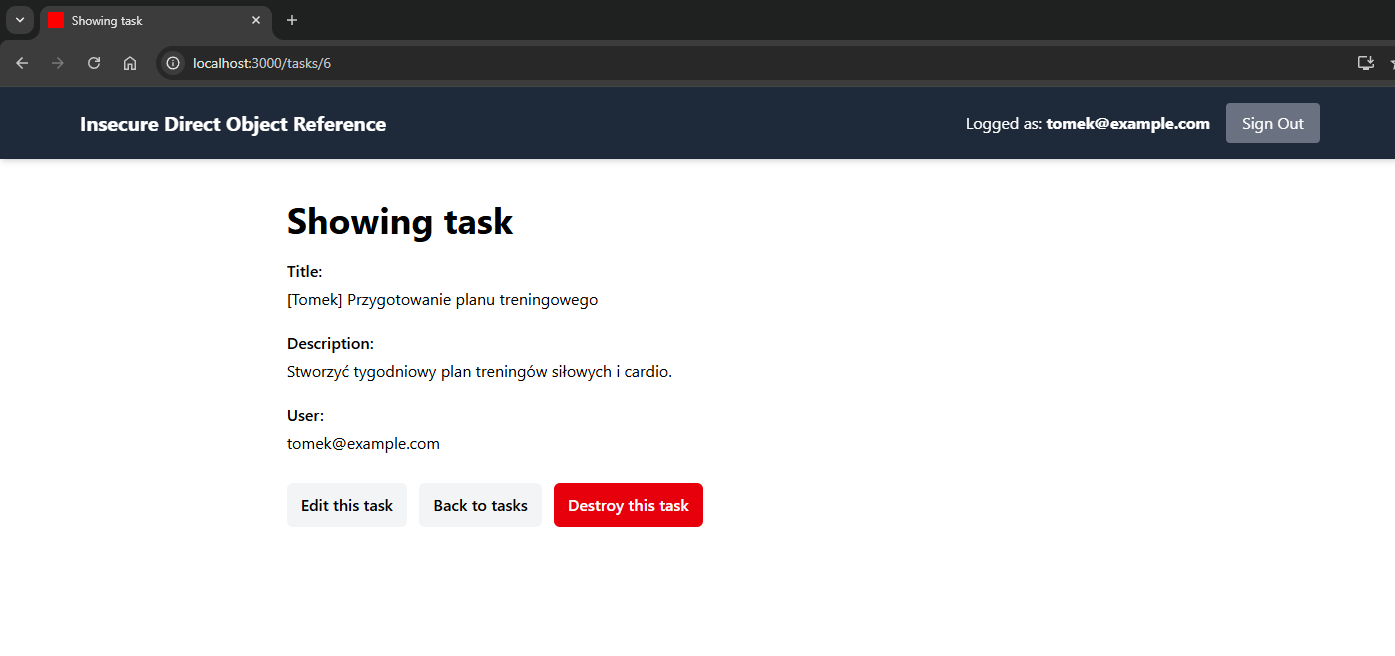 Showing task
localhost:3000/tasks/6
Insecure Direct Object Reference
Logged as: tomek@example.com
Sign Out
Showing task
Title:
[Tomek] Przygotowanie planu treningowego
Description:
Stworzyć tygodniowy plan treningów siłowych i cardio.
User:
tomek@example.com
Edit this task
Back to tasks
Destroy this task